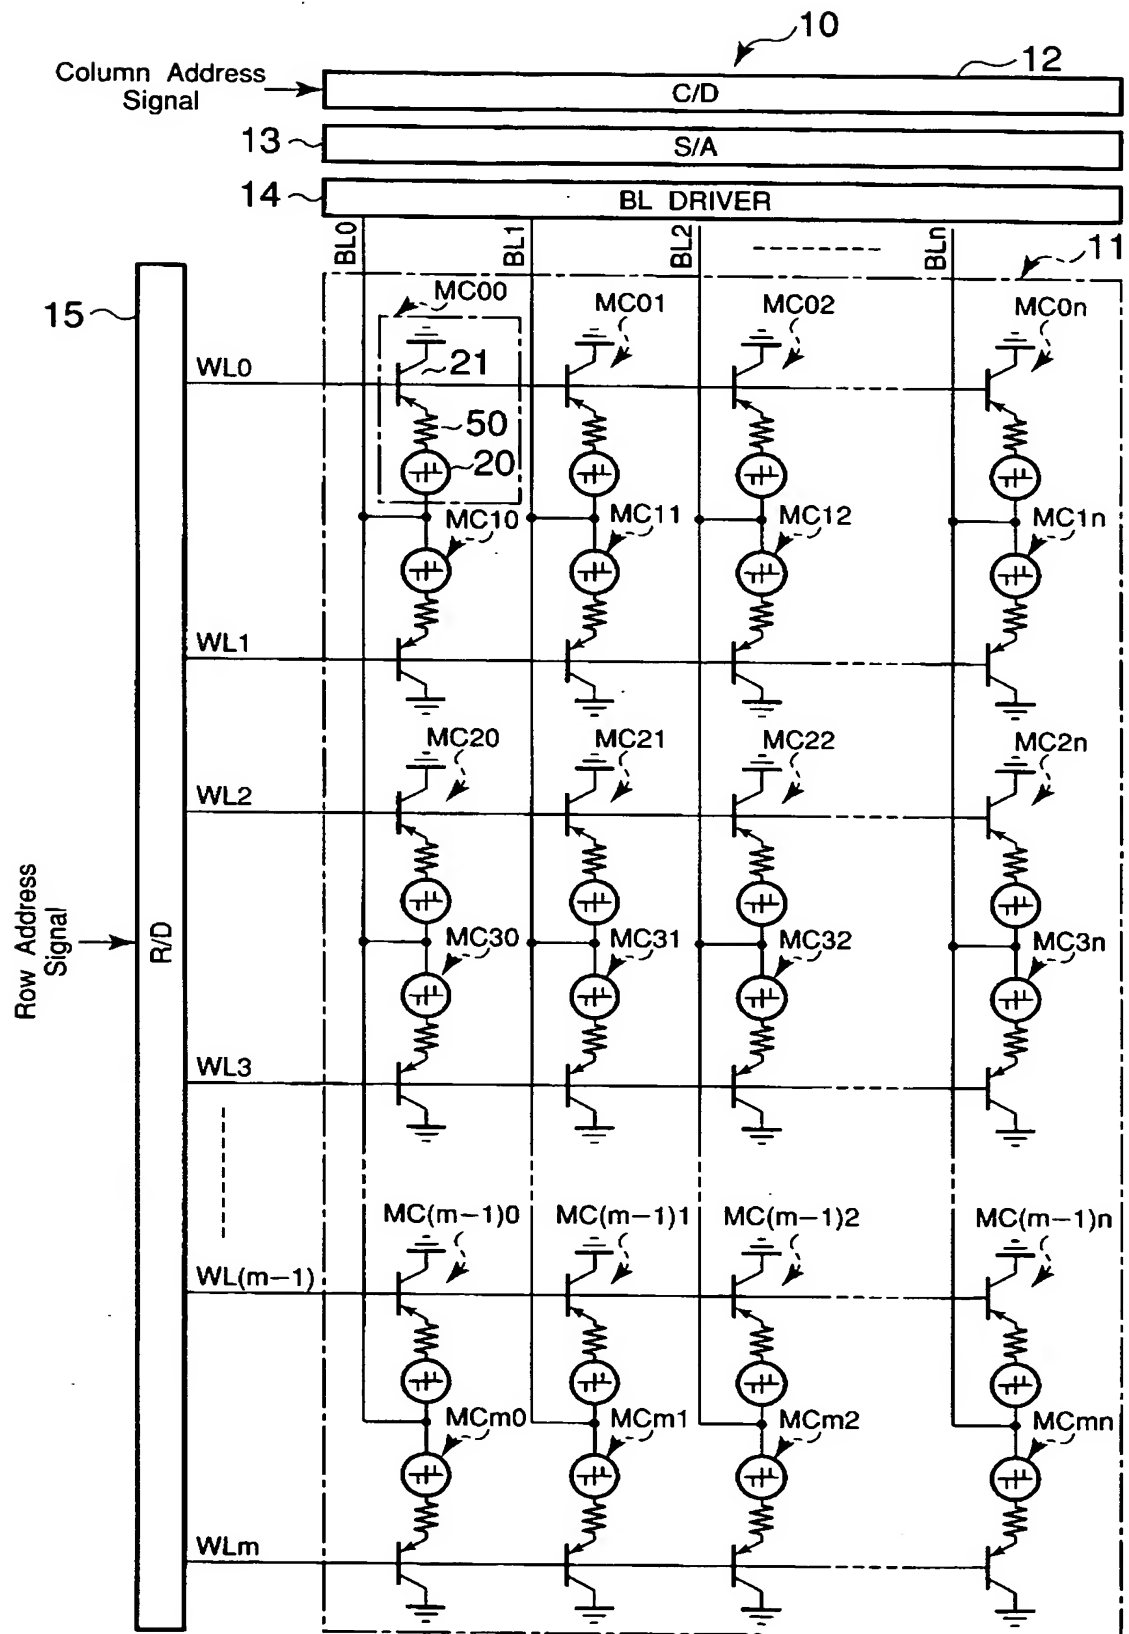 10
Column Address
Signal
12
C/D
13
S/A
14
BL DRIVER
BL0
BL1
BL2
BLn
11
15
MC00
MC01
MC02
MC0n
WL0
21
50
20
MC10
MC11
MC12
MC1n
WL1
MC20
MC21
MC22
MC2n
WL2
Row Address
Signal
R/D
MC30
MC31
MC32
MC3n
WL3
MC(m-1)0
MC(m-1)1
MC(m-1)2
MC(m-1)n
WL(m-1)
MCm0
MCm1
MCm2
MCmn
WLm